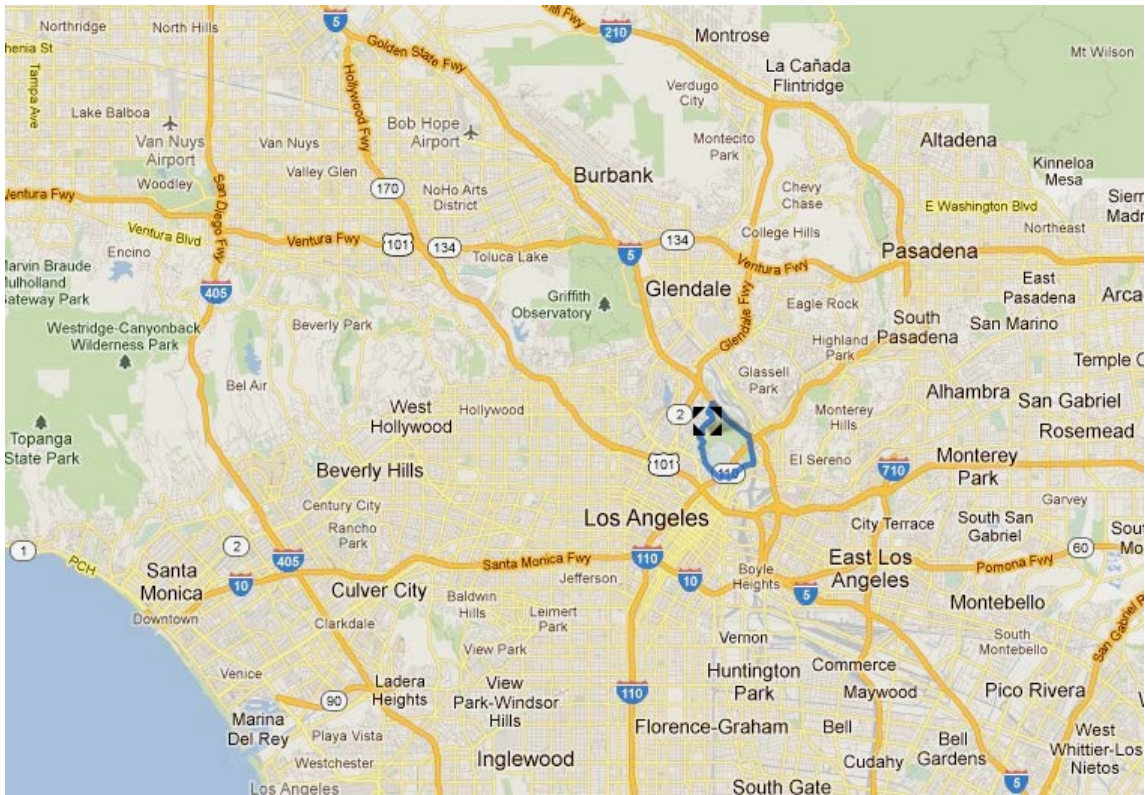 Northridge
North Hills
5
210
Montrose
henia St
Golden State Fwy
Mt Wilson
La Cañada
Flintridge
Tampa Ave
Hollywood Fwy
Verdugo
City
Lake Balboa
Bob Hope
Airport
Van Nuys
Airport
Van Nuys
Montecito
Park
Altadena
Woodley
Valley Glen
Kinneloa
Mesa
Burbank
170
NoHo Arts
District
Chevy
Chase
Ventura Fwy
San Diego Fwy
E Washington Blvd
Sierr
Madr
Ventura Blvd
Ventura Fwy
101
134
134
College Hills
Northeast
Encino
Toluca Lake
5
Pasadena
Marvin Braude
Mulholland
Gateway Park
405
Ventura Fwy
East
Pasadena
Glendale
Griffith
Observatory
Eagle Rock
Arca
Westridge-Canyonback
Wilderness Park
Beverly Park
Glendale Fwy
South
Pasadena
San Marino
Highland
Park
Temple C
Bel Air
Glassell
Park
Alhambra
San Gabriel
West
Hollywood
Hollywood
2
Monterey
Hills
Topanga
State Park
Rosemead
Beverly Hills
101
110
El Sereno
710
Monterey
Park
Century City
Garvey
Rancho
Park
Los Angeles
City Terrace
South San
Gabriel
Sout
Mo
1
PCH
2
405
Santa Monica Fwy
110
60
Santa
Monica
10
Culver City
Jefferson
10
Boyle
Heights
East Los
Angeles
Pomona Fwy
5
Downtown
Baldwin
Hills
Leimert
Park
Montebello
Clarkdale
Vernon
South
Montebello
San Gabriel R
View Park
Venice
Ladera
Heights
View
Park-Windsor
Hills
Huntington
Park
Commerce
90
110
Maywood
Pico Rivera
Marina
Del Rey
Playa Vista
Florence-Graham
Bell
Bell
Gardens
West
Whittier-Los
Nietos
Westchester
Inglewood
Cudahy
Los Angeles
South Gate
5